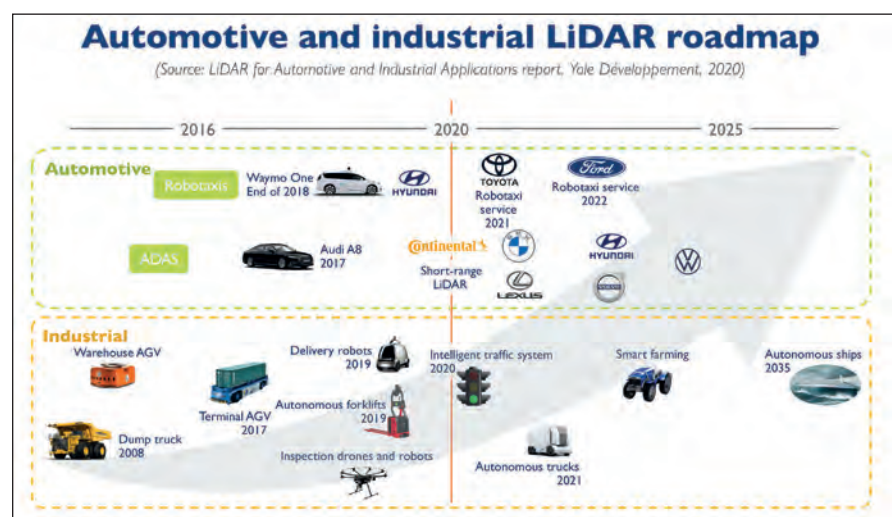 Automotive and industrial LiDAR roadmap
(Source: LiDAR for Automotive and Industrial Applications report, Yole Développement, 2020)
2016
2020
2025
Automotive
Robotaxis
Waymo One
End of 2018
HYUNDAI
TOYOTA
Robotaxi
service
2021
Ford
Robotaxi service
2022
ADAS
Audi A8
2017
Continental
Short-range
LiDAR
LEXUS
HYUNDAI
Industrial
Warehouse AGV
Dump truck
2008
Terminal AGV
2017
Delivery robots
2019
Autonomous forklifts
2019
Inspection drones and robots
Intelligent traffic system
2020
Autonomous trucks
2021
Smart farming
Autonomous ships
2035